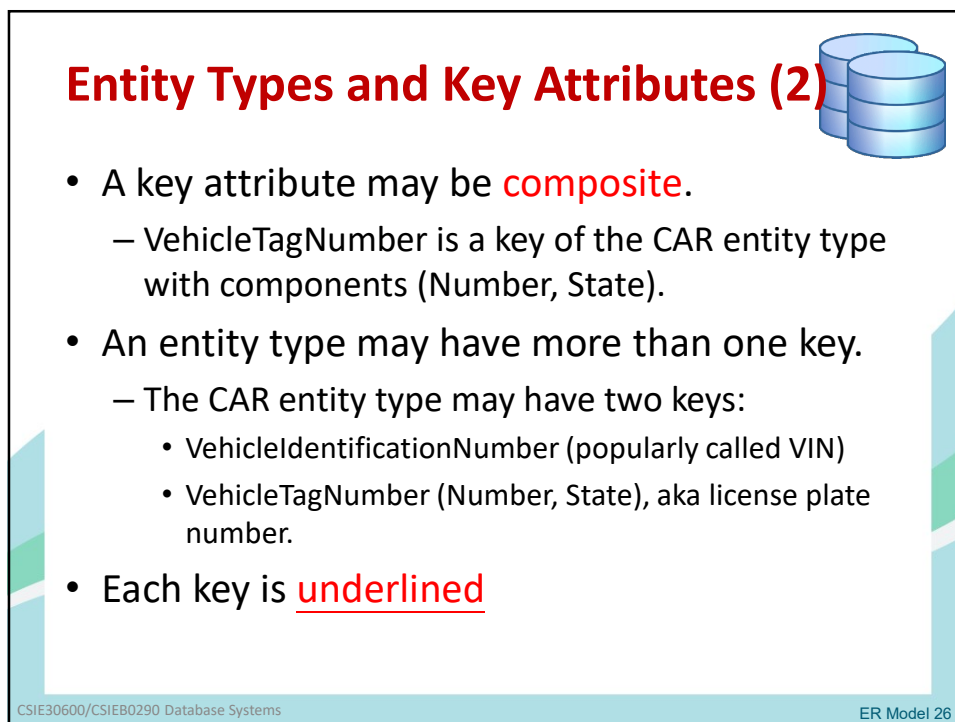 Entity Types and Key Attributes (2)
• A key attribute may be composite.
– VehicleTagNumber is a key of the CAR entity type
with components (Number, State).
• An entity type may have more than one key.
– The CAR entity type may have two keys:
• VehicleIdentificationNumber (popularly called VIN)
• VehicleTagNumber (Number, State), aka license plate
number.
• Each key is underlined
CSIE30600/CSIEB0290 Database Systems
ER Model 26